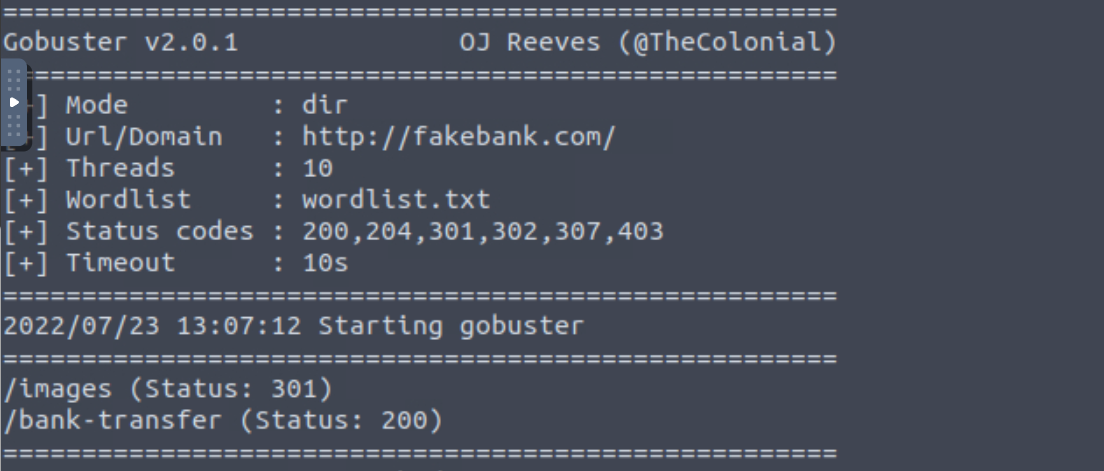 =====================================================
Gobuster v2.0.1              OJ Reeves (@TheColonial)
=====================================================
] Mode         : dir
] Url/Domain   : http://fakebank.com/
[+] Threads      : 10
[+] Wordlist     : wordlist.txt
[+] Status codes : 200,204,301,302,307,403
[+] Timeout      : 10s
=====================================================
2022/07/23 13:07:12 Starting gobuster
=====================================================
/images (Status: 301)
/bank-transfer (Status: 200)
=====================================================